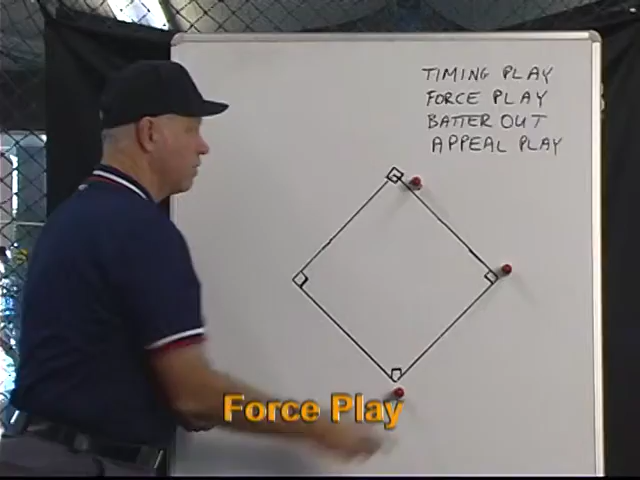 TIMING PLAY
FORCE PLAY
BATTER OUT
APPEAL PLAY
Force Play